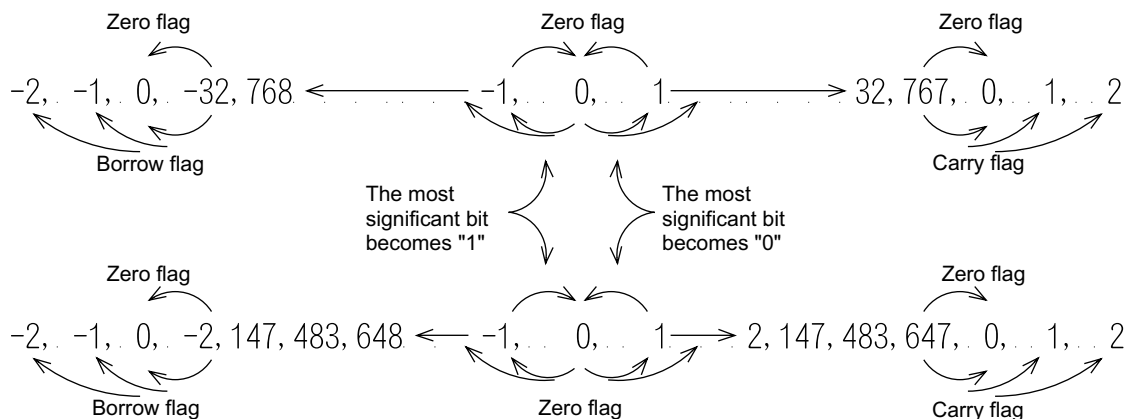 Zero flag Zero flag Zero flag
-2, -1, 0, -32,768 -1, 0, 1 32,767, 0, 1, 2
Borrow flag Carry flag
The most
significant bit
becomes "1"
The most
significant bit
becomes "0"
Zero flag Zero flag
-2, -1, 0, -2,147,483,648 -1, 0, 1 2,147,483,647, 0, 1, 2
Borrow flag Zero flag Carry flag